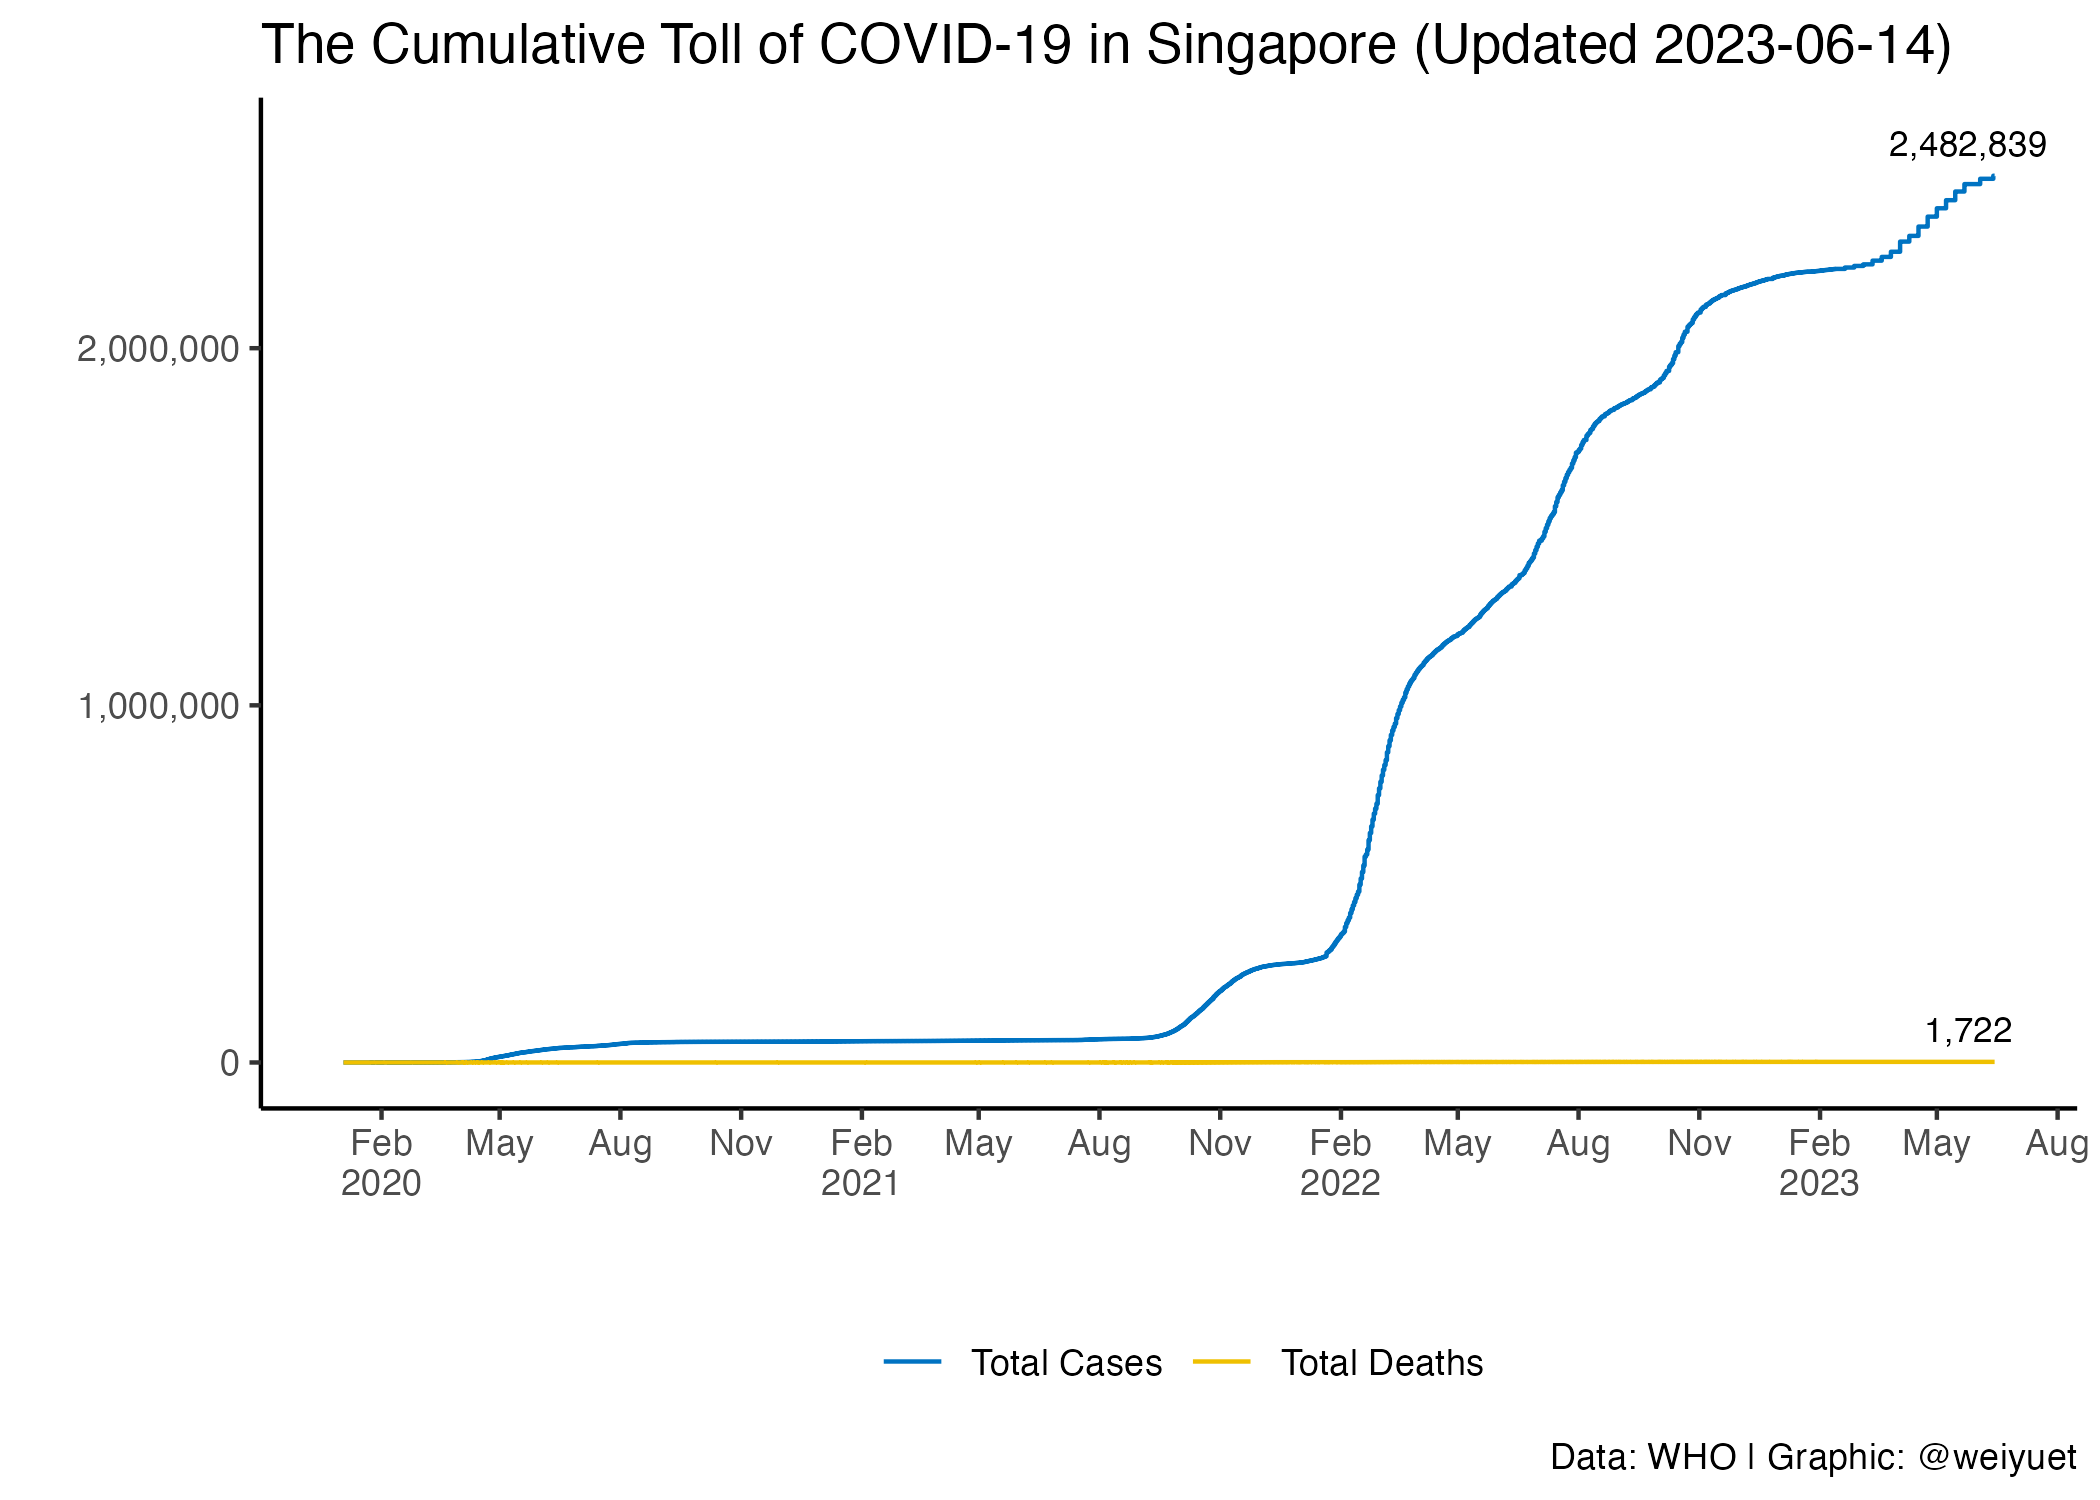 The Cumulative Toll of COVID-19 in Singapore (Updated 2023-06-14)
2,482,839
2,000,000
1,000,000
1,722
0
Feb May Aug Nov Feb May Aug Nov Feb May Aug Nov Feb May Aug
2020 2021 2022 2023
Total Cases Total Deaths
Data: WHO | Graphic: @weiyuet